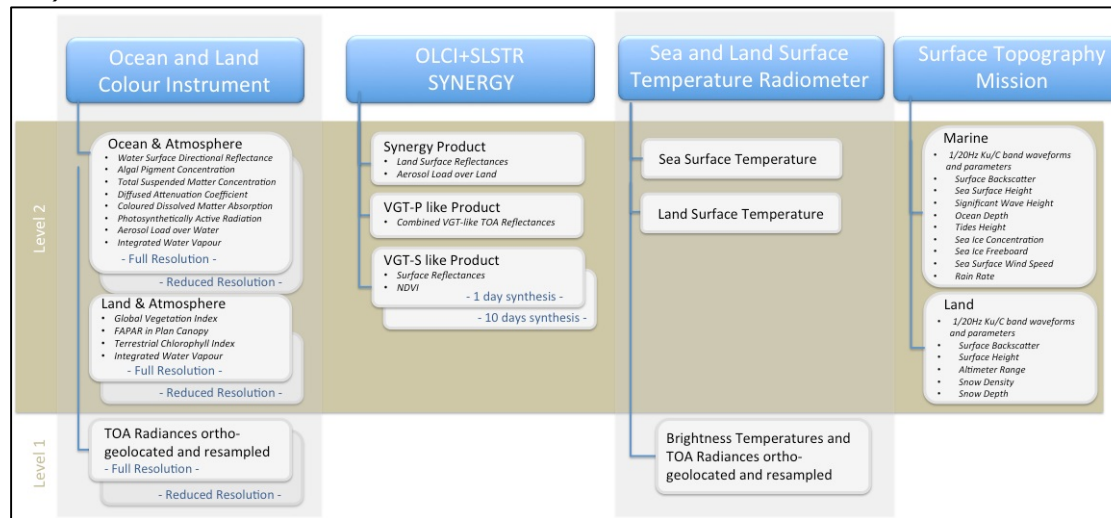 Ocean and Land
Colour Instrument
OLCI+SLSTR
SYNERGY
Sea and Land Surface
Temperature Radiometer
Surface Topography
Mission
Level 2
Ocean & Atmosphere
• Water Surface Directional Reflectance
• Algal Pigment Concentration
• Total Suspended Matter Concentration
• Diffused Attenuation Coefficient
• Coloured Dissolved Matter Absorption
• Photosynthetically Active Radiation
• Aerosol Load over Water
• Integrated Water Vapour
- Full Resolution -
- Reduced Resolution -
Land & Atmosphere
• Global Vegetation Index
• FAPAR in Plan Canopy
• Terrestrial Chlorophyll Index
• Integrated Water Vapour
- Full Resolution -
- Reduced Resolution -
Synergy Product
• Land Surface Reflectances
• Aerosol Load over Land
VGT-P like Product
• Combined VGT-like TOA Reflectances
VGT-S like Product
• Surface Reflectances
• NDVI
- 1 day synthesis -
- 10 days synthesis -
Sea Surface Temperature
Land Surface Temperature
Marine
• 1/20Hz Ku/C band waveforms
and parameters
• Surface Backscatter
• Sea Surface Height
• Significant Wave Height
• Ocean Depth
• Tides Height
• Sea Ice Concentration
• Sea Ice Freeboard
• Sea Surface Wind Speed
• Rain Rate
Land
• 1/20Hz Ku/C band waveforms
and parameters
• Surface Backscatter
• Surface Height
• Altimeter Range
• Snow Density
• Snow Depth
Level 1
TOA Radiances ortho-
geolocated and resampled
- Full Resolution -
- Reduced Resolution -
Brightness Temperatures and
TOA Radiances ortho-
geolocated and resampled